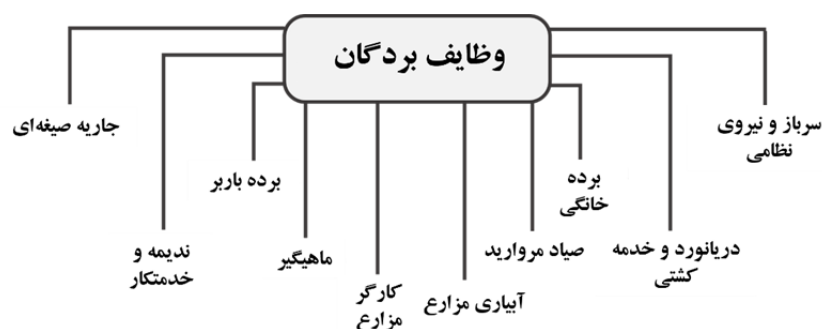 وظایف بردگان
سرباز و نیروی
نظامی
دریانورد و خدمه
کشتی
برده
خانگی
صیاد مروارید
آبیاری مزارع
کارگر
مزارع
ماهیگیر
برده باربر
ندیمه و
خدمتکار
جاریه صیغه‌ای